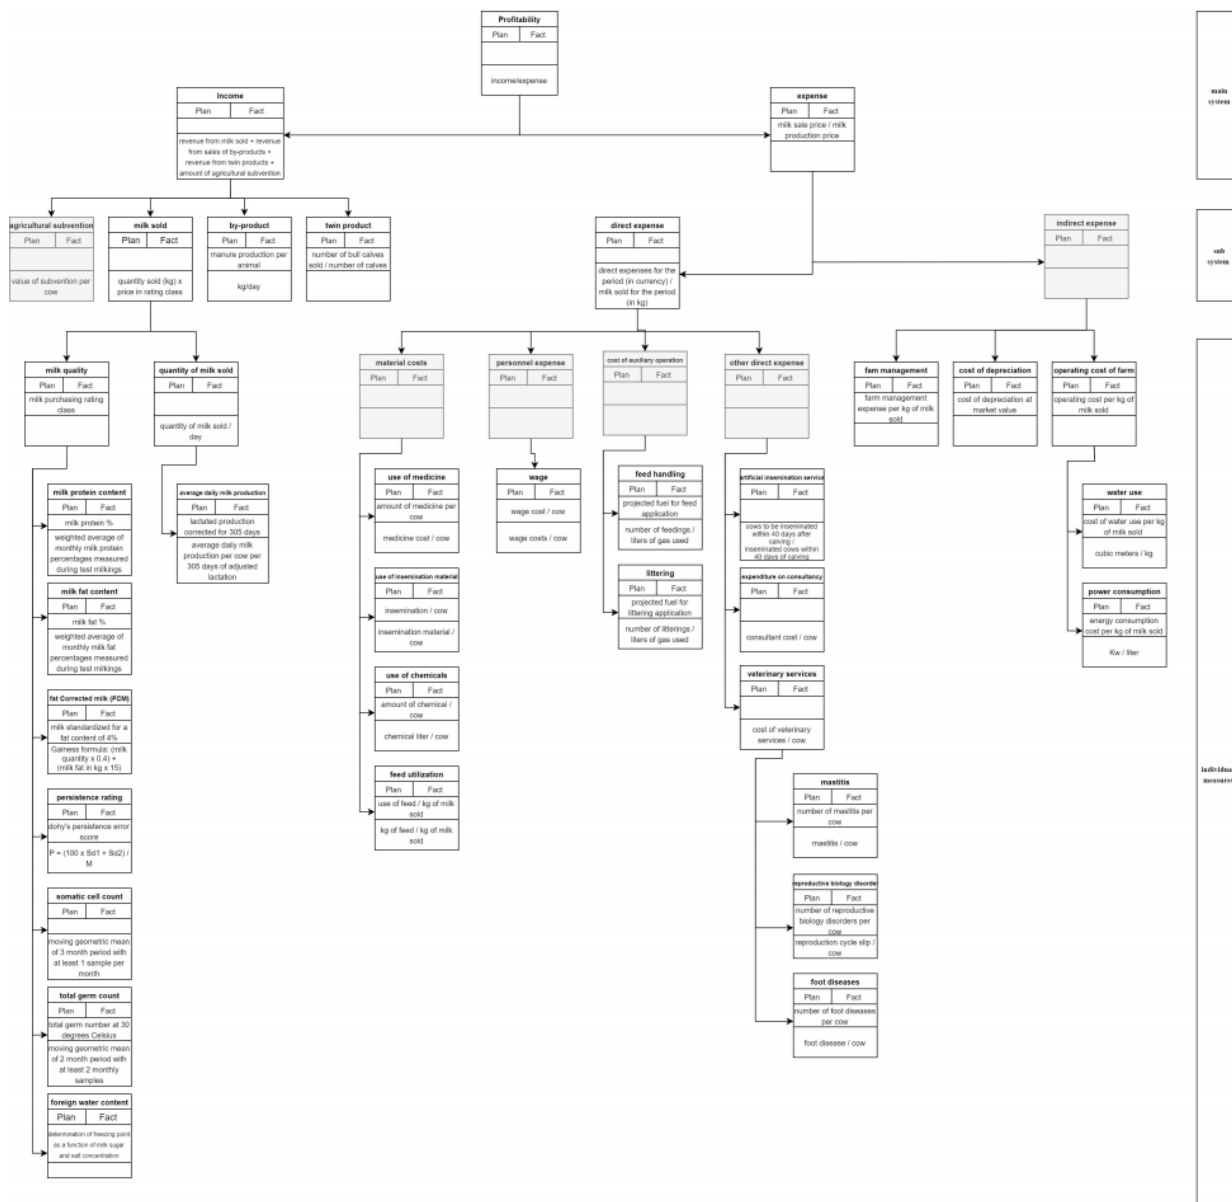 Profitability
Plan Fact
income/expense
main
system
Income
Plan Fact
revenue from milk sold + revenue
from sales of by-products +
revenue from twin products +
amount of agricultural subvention
expense
Plan Fact
milk sale price / milk
production price
agricultural subvention
Plan Fact
value of subvention per
cow
milk sold
Plan Fact
quantity sold (kg) x
price in rating class
by-product
Plan Fact
manure production per
animal
kg/day
twin product
Plan Fact
number of bull calves
sold / number of calves
direct expense
Plan Fact
direct expenses for the
period (in currency) /
milk sold for the period
(in kg)
indirect expense
Plan Fact
sub
system
milk quality
Plan Fact
milk purchasing rating
class
quantity of milk sold
Plan Fact
quantity of milk sold /
day
material costs
Plan Fact
personnel expense
Plan Fact
cost of auxiliary operation
Plan Fact
other direct expense
Plan Fact
fam management
Plan Fact
farm management
expense per kg of milk
sold
cost of depreciation
Plan Fact
cost of depreciation at
market value
operating cost of farm
Plan Fact
operating cost per kg of
milk sold
milk protein content
Plan Fact
milk protein %
weighted average of
monthly milk protein
percentages measured
during test milkings
average daily milk production
Plan Fact
lactated production
corrected for 305 days
average daily milk
production per cow per
305 days of adjusted
lactation
use of medicine
Plan Fact
amount of medicine per
cow
medicine cost / cow
wage
Plan Fact
wage cost / cow
wage costs / cow
feed handling
Plan Fact
projected fuel for feed
application
number of feedings /
liters of gas used
artificial insemination service
Plan Fact
cows to be inseminated
within 40 days after
calving /
inseminated cows within
40 days of salving
water use
Plan Fact
cost of water use per kg
of milk sold
cubic meters / kg
milk fat content
Plan Fact
milk fat %
weighted average of
monthly milk fat
percentages measured
during test milkings
use of insemination material
Plan Fact
insemination / cow
insemination material /
cow
littering
Plan Fact
projected fuel for
littering application
number of litterings /
liters of gas used
expenditure on consultancy
Plan Fact
consultant cost / cow
power consumption
Plan Fact
energy consumption
cost per kg of milk sold
Kw / liter
fat Corrected milk (FCM)
Plan Fact
milk standardized for a
fat content of 4%
Gainess formula: (milk
quantity x 0.4) +
(milk fat in kg x 15)
use of chemicals
Plan Fact
amount of chemical /
cow
chemical liter / cow
veterinary services
Plan Fact
cost of veterinary
services / cow
persistence rating
Plan Fact
dohy's persistence error
score
P = (100 x Sd1 + Sd2) /
M
feed utilization
Plan Fact
use of feed / kg of milk
sold
kg of feed / kg of milk
sold
mastitis
Plan Fact
number of mastitis per
cow
mastitis / cow
individual
measures
somatic cell count
Plan Fact
moving geometric mean
of 3 month period with
at least 1 sample per
month
reproductive biology disorder
Plan Fact
number of reproductive
biology disorders per
cow
reproduction cycle slip /
cow
total germ count
Plan Fact
total germ number at 30
degrees Celsius
moving geometric mean
of 2 month period with
at least 2 monthly
samples
foot diseases
Plan Fact
number of foot diseases
per cow
foot disease / cow
foreign water content
Plan Fact
determination of freezing point
as a function of milk sugar
and salt concentration